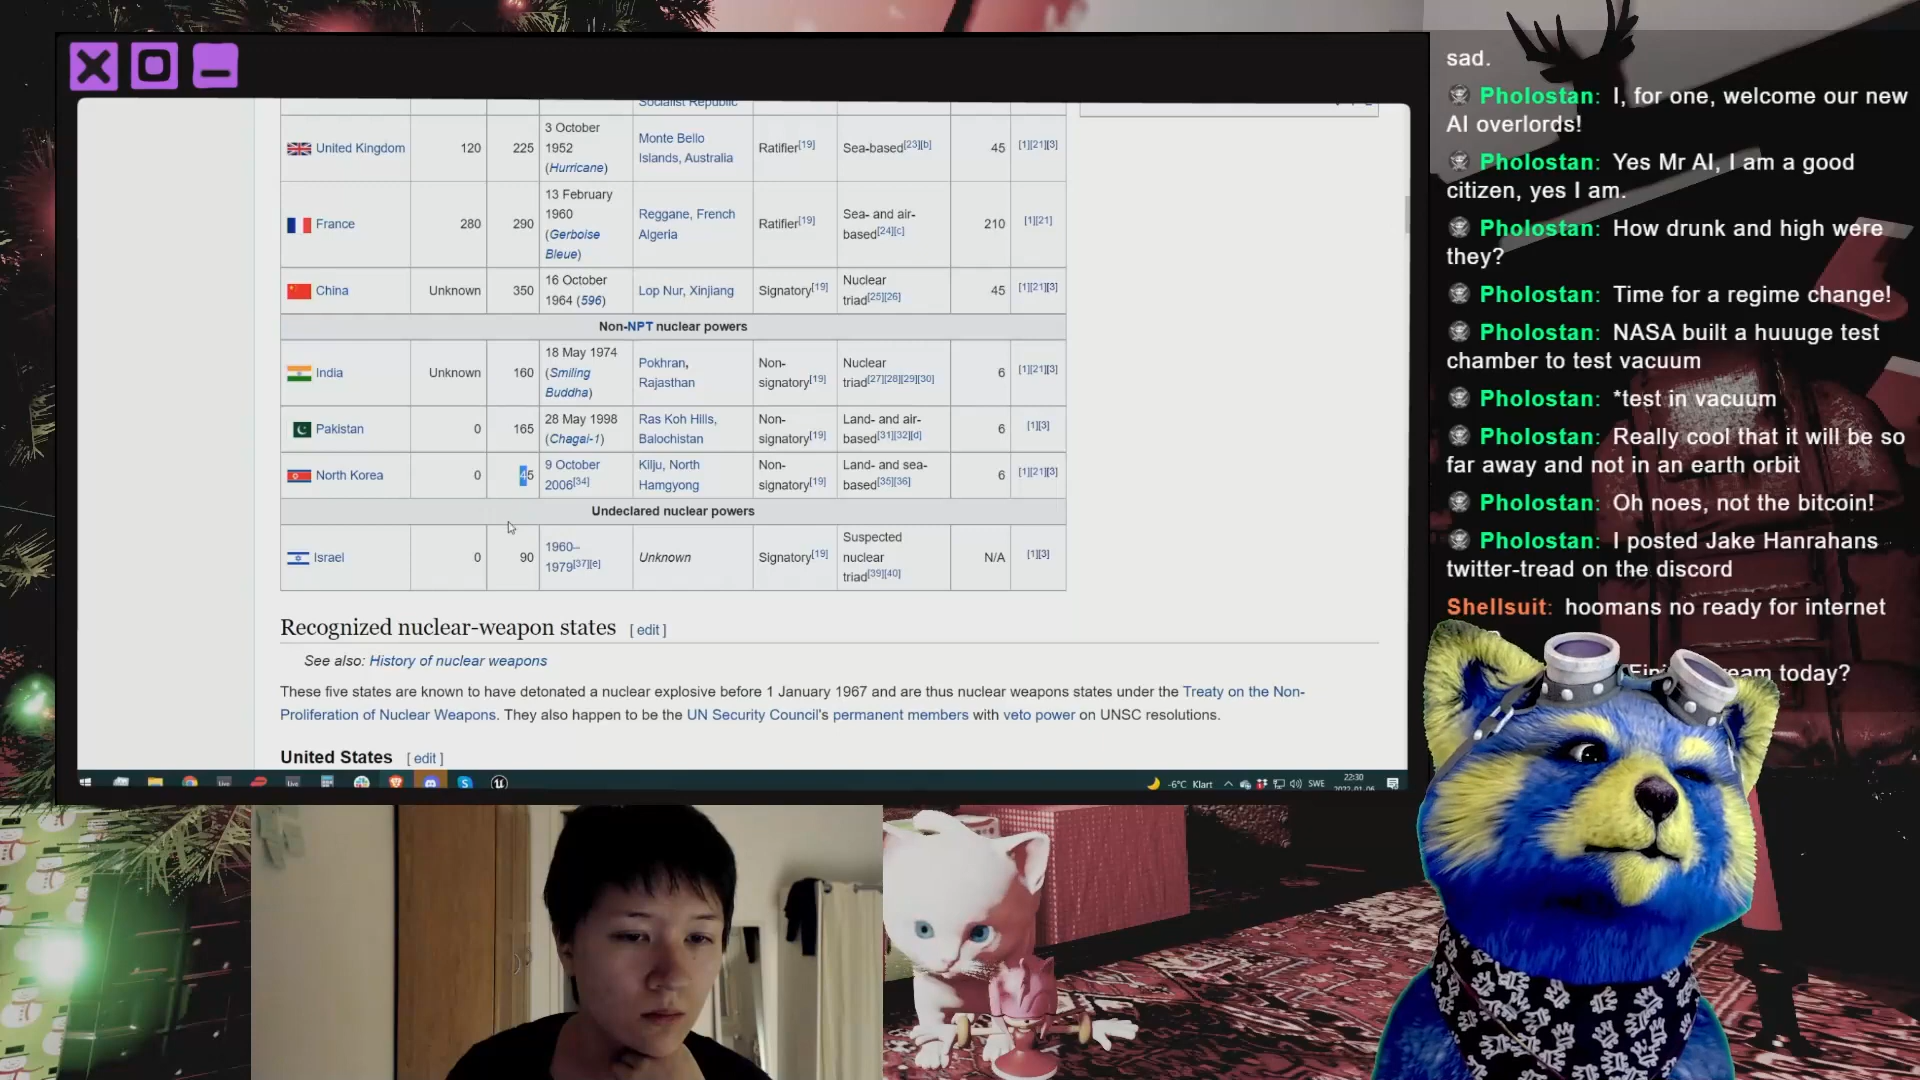 Socialist Republic
United Kingdom 120 225 3 October 1952 (Hurricane) Monte Bello Islands, Australia Ratifier[19] Sea-based[23][b] 45 [1][21][3]
France 280 290 13 February 1960 (Gerboise Bleue) Reggane, French Algeria Ratifier[19] Sea- and air-based[24][c] 210 [1][21]
China Unknown 350 16 October 1964 (596) Lop Nur, Xinjiang Signatory[19] Nuclear triad[25][26] 45 [1][21][3]
Non-NPT nuclear powers
India Unknown 160 18 May 1974 (Smiling Buddha) Pokhran, Rajasthan Non-signatory[19] Nuclear triad[27][28][29][30] 6 [1][21][3]
Pakistan 0 165 28 May 1998 (Chagai-1) Ras Koh Hills, Balochistan Non-signatory[19] Land- and air-based[31][32][d] 6 [1][3]
North Korea 0 45 9 October 2006[34] Kilju, North Hamgyong Non-signatory[19] Land- and sea-based[35][36] 6 [1][21][3]
Undeclared nuclear powers
Israel 0 90 1960–1979[37][e] Unknown Signatory[19] Suspected nuclear triad[39][40] N/A [1][3]
Recognized nuclear-weapon states [ edit ]
See also: History of nuclear weapons
These five states are known to have detonated a nuclear explosive before 1 January 1967 and are thus nuclear weapons states under the Treaty on the Non-
Proliferation of Nuclear Weapons. They also happen to be the UN Security Council's permanent members with veto power on UNSC resolutions.
United States [ edit ]
-6°C Klart SWE 22:30
2022-01-06
sad.
Pholostan: I, for one, welcome our new
AI overlords!
Pholostan: Yes Mr AI, I am a good
citizen, yes I am.
Pholostan: How drunk and high were
they?
Pholostan: Time for a regime change!
Pholostan: NASA built a huuuge test
chamber to test vacuum
Pholostan: *test in vacuum
Pholostan: Really cool that it will be so
far away and not in an earth orbit
Pholostan: Oh noes, not the bitcoin!
Pholostan: I posted Jake Hanrahans
twitter-tread on the discord
Shellsuit: hoomans no ready for internet
today?